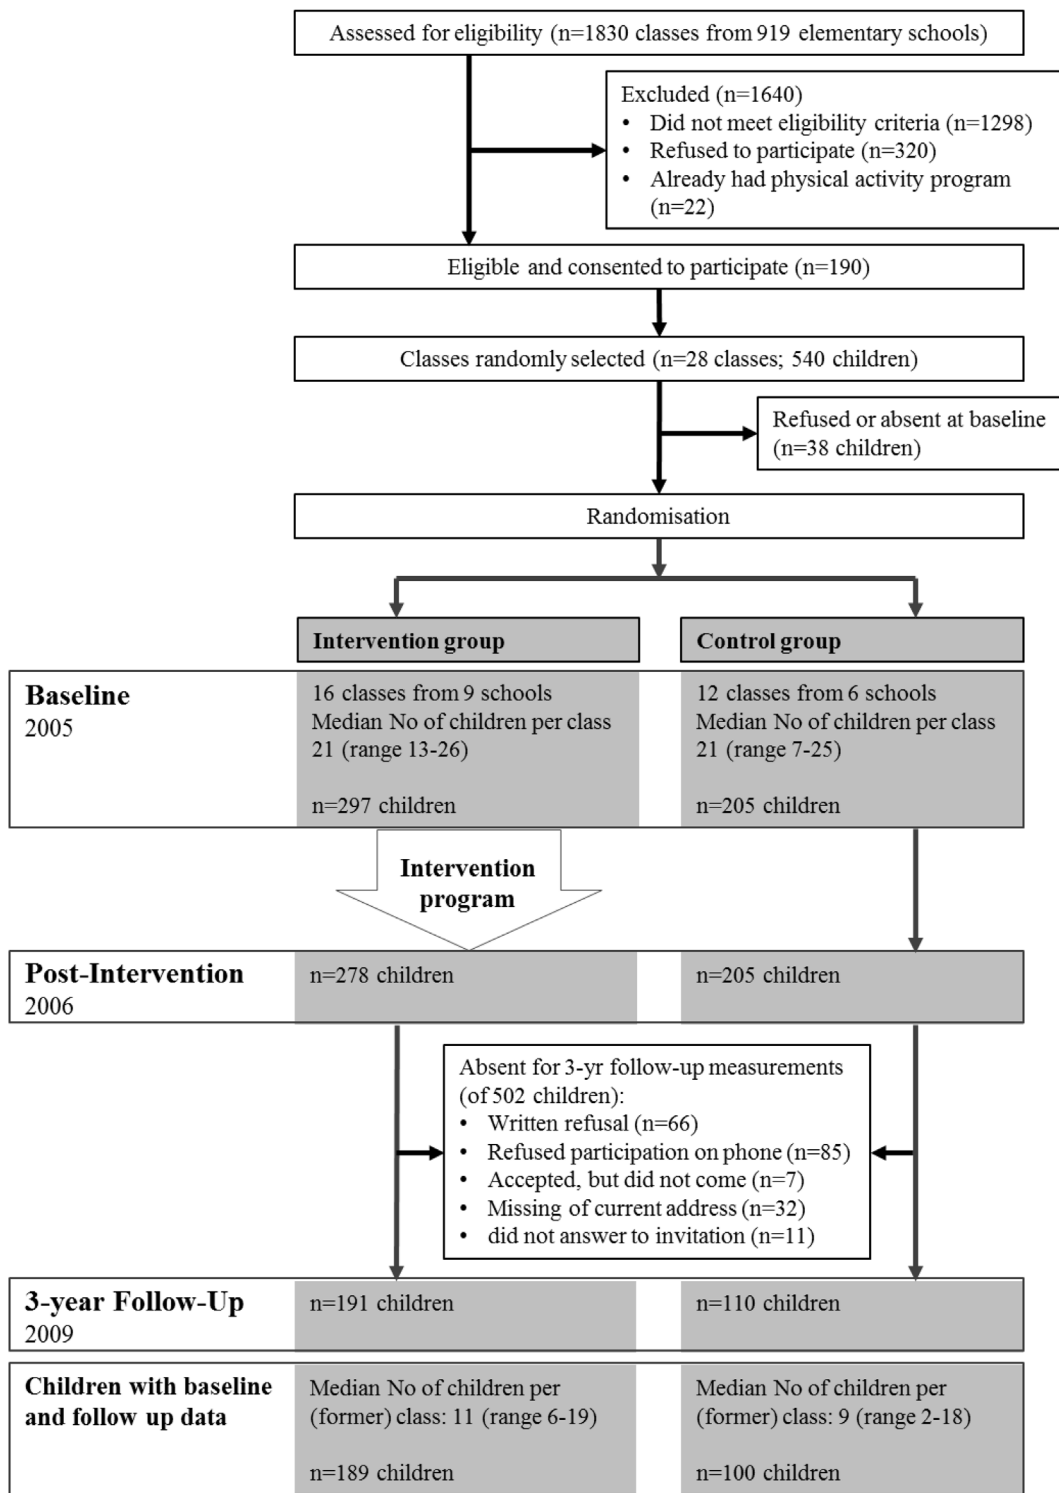 Assessed for eligibility (n=1830 classes from 919 elementary schools)
Excluded (n=1640)
• Did not meet eligibility criteria (n=1298)
• Refused to participate (n=320)
• Already had physical activity program
(n=22)
Eligible and consented to participate (n=190)
Classes randomly selected (n=28 classes; 540 children)
Refused or absent at baseline
(n=38 children)
Randomisation
Intervention group
Control group
Baseline
2005
16 classes from 9 schools
Median No of children per class
21 (range 13-26)
n=297 children
12 classes from 6 schools
Median No of children per class
21 (range 7-25)
n=205 children
Intervention
program
Post-Intervention
2006
n=278 children
n=205 children
Absent for 3-yr follow-up measurements
(of 502 children):
• Written refusal (n=66)
• Refused participation on phone (n=85)
• Accepted, but did not come (n=7)
• Missing of current address (n=32)
• did not answer to invitation (n=11)
3-year Follow-Up
2009
n=191 children
n=110 children
Children with baseline
and follow up data
Median No of children per
(former) class: 11 (range 6-19)
n=189 children
Median No of children per
(former) class: 9 (range 2-18)
n=100 children